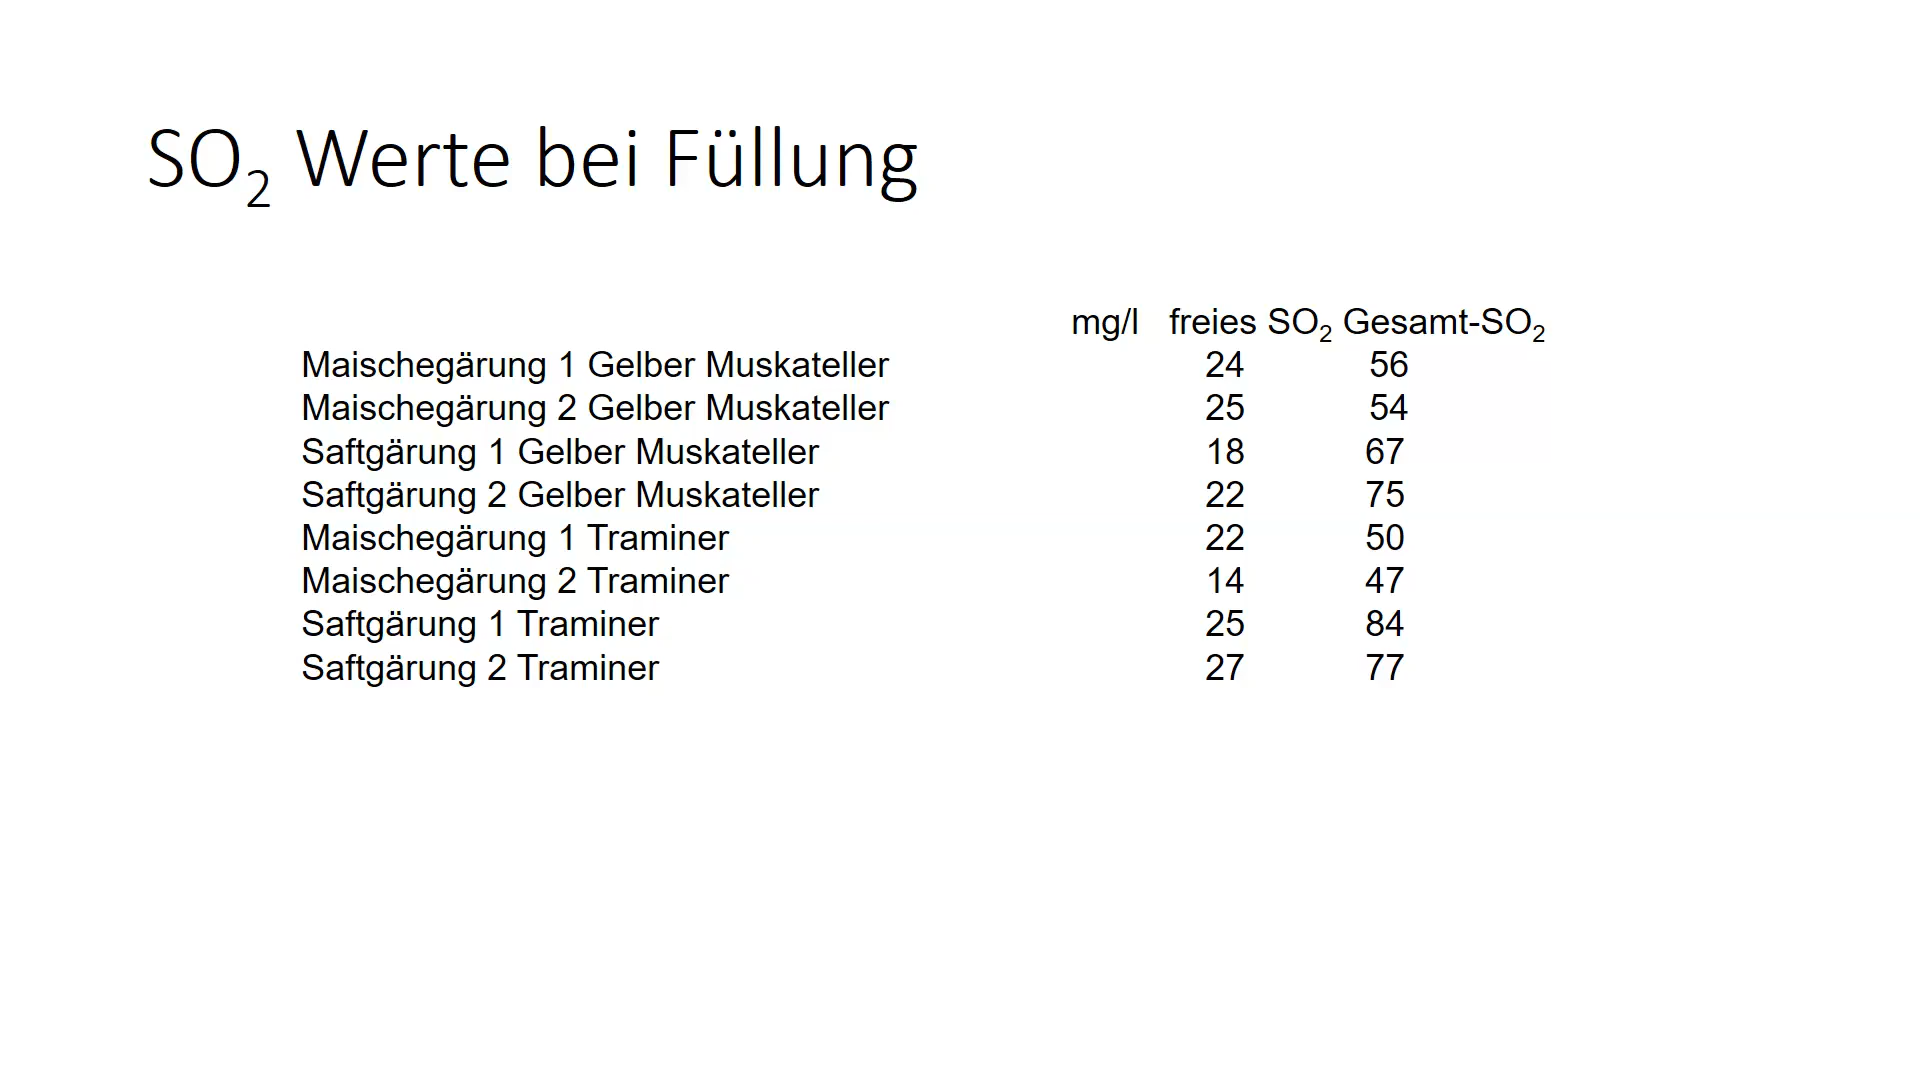 SO₂ Werte bei Füllung
mg/l freies SO₂ Gesamt-SO₂
Maischegärung 1 Gelber Muskateller 24 56
Maischegärung 2 Gelber Muskateller 25 54
Saftgärung 1 Gelber Muskateller 18 67
Saftgärung 2 Gelber Muskateller 22 75
Maischegärung 1 Traminer 22 50
Maischegärung 2 Traminer 14 47
Saftgärung 1 Traminer 25 84
Saftgärung 2 Traminer 27 77